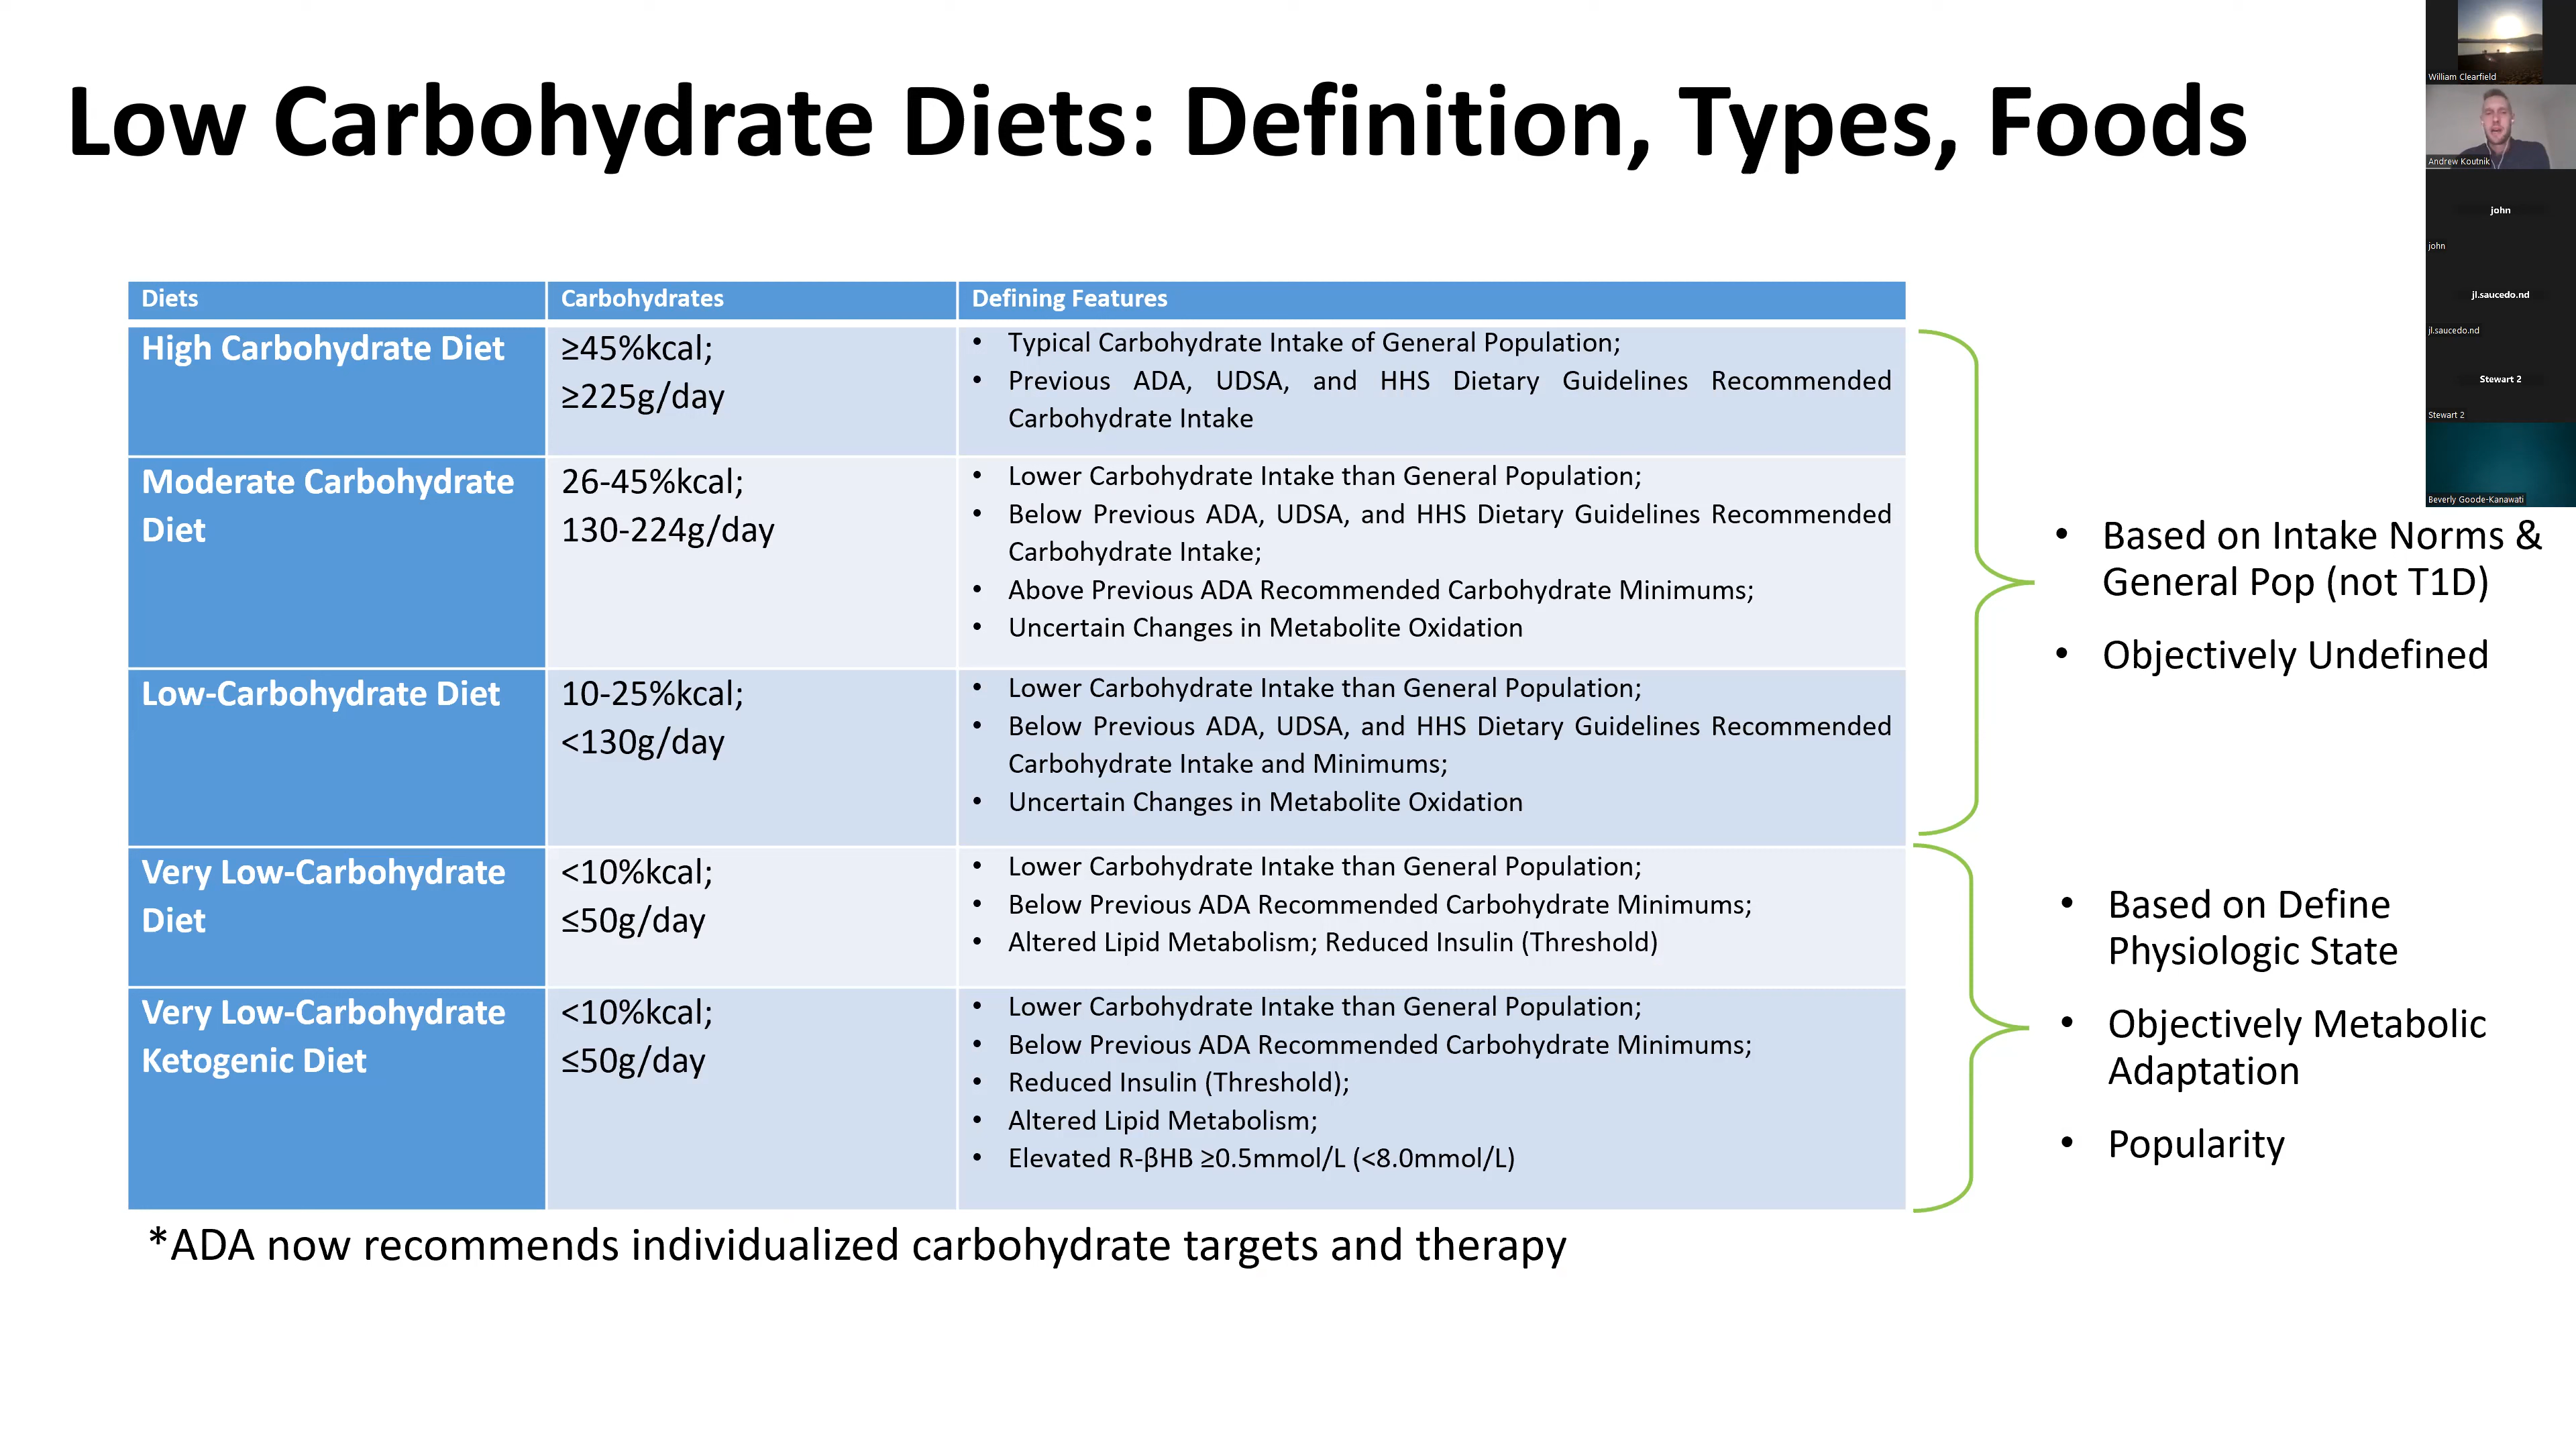 Low Carbohydrate Diets: Definition, Types, Foods
Diets
Carbohydrates
Defining Features
High Carbohydrate Diet
≥45%kcal;
≥225g/day
• Typical Carbohydrate Intake of General Population;
• Previous ADA, UDSA, and HHS Dietary Guidelines Recommended
Carbohydrate Intake
Moderate Carbohydrate
Diet
26-45%kcal;
130-224g/day
• Lower Carbohydrate Intake than General Population;
• Below Previous ADA, UDSA, and HHS Dietary Guidelines Recommended
Carbohydrate Intake;
• Above Previous ADA Recommended Carbohydrate Minimums;
• Uncertain Changes in Metabolite Oxidation
Low-Carbohydrate Diet
10-25%kcal;
<130g/day
• Lower Carbohydrate Intake than General Population;
• Below Previous ADA, UDSA, and HHS Dietary Guidelines Recommended
Carbohydrate Intake and Minimums;
• Uncertain Changes in Metabolite Oxidation
Very Low-Carbohydrate
Diet
<10%kcal;
≤50g/day
• Lower Carbohydrate Intake than General Population;
• Below Previous ADA Recommended Carbohydrate Minimums;
• Altered Lipid Metabolism; Reduced Insulin (Threshold)
Very Low-Carbohydrate
Ketogenic Diet
<10%kcal;
≤50g/day
• Lower Carbohydrate Intake than General Population;
• Below Previous ADA Recommended Carbohydrate Minimums;
• Reduced Insulin (Threshold);
• Altered Lipid Metabolism;
• Elevated R-βHB ≥0.5mmol/L (<8.0mmol/L)
*ADA now recommends individualized carbohydrate targets and therapy
• Based on Intake Norms &
General Pop (not T1D)
• Objectively Undefined
• Based on Define
Physiologic State
• Objectively Metabolic
Adaptation
• Popularity
William Clearfield
Andrew Koutnik
john
john
jl.saucedo.nd
jl.saucedo.nd
Stewart 2
Stewart 2
Beverly Goode-Kanawati